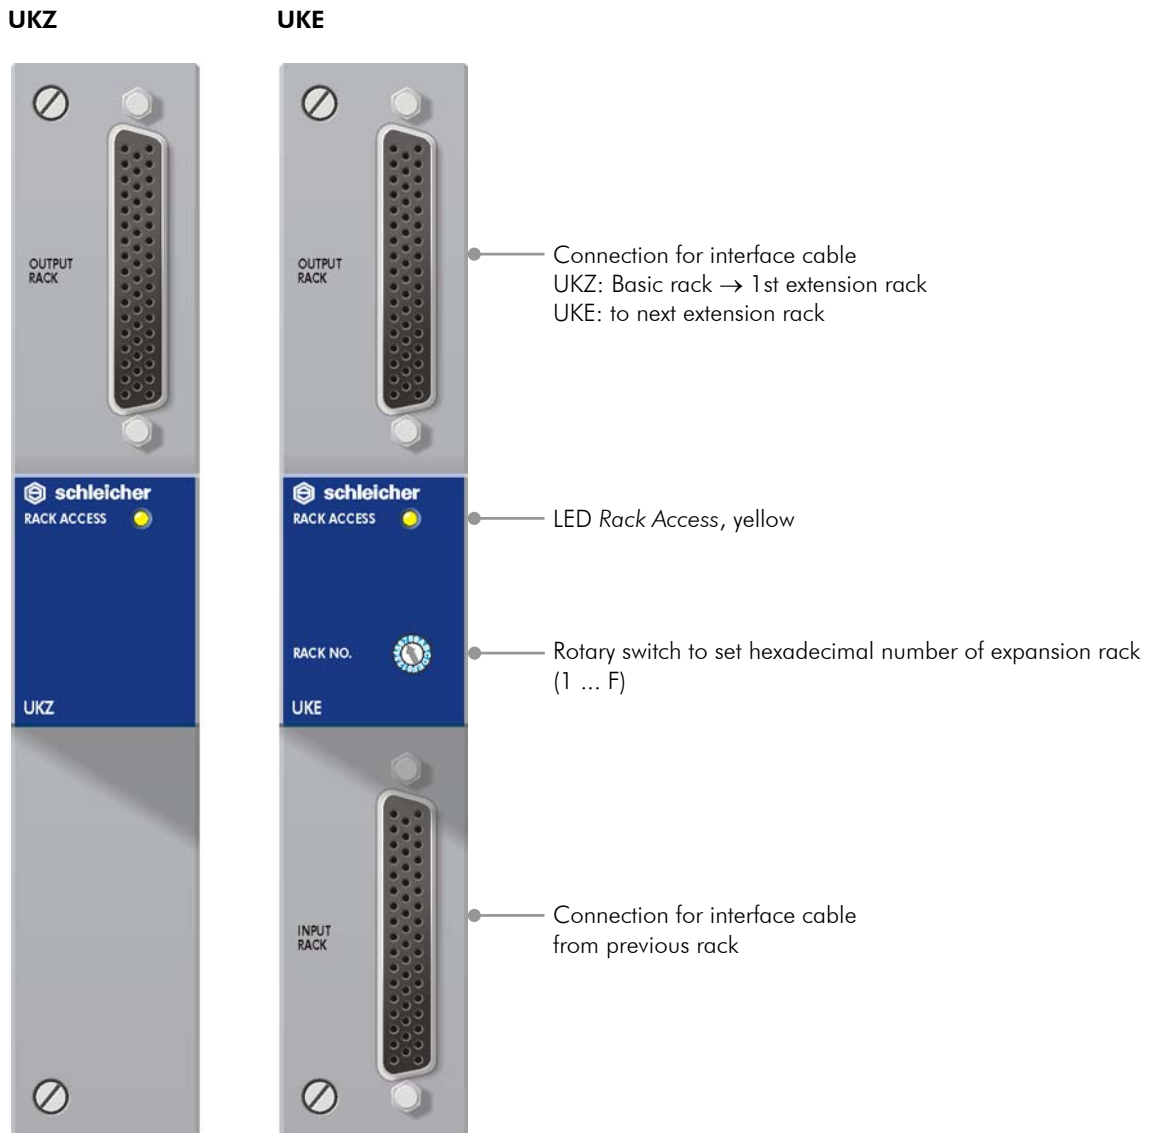 UKZ
UKE
OUTPUT
RACK
OUTPUT
RACK
Connection for interface cable
UKZ: Basic rack → 1st extension rack
UKE: to next extension rack
schleicher
RACK ACCESS
schleicher
RACK ACCESS
LED Rack Access, yellow
RACK NO.
Rotary switch to set hexadecimal number of expansion rack
(1 ... F)
UKZ
UKE
INPUT
RACK
Connection for interface cable
from previous rack